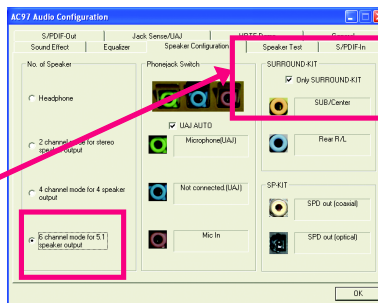 AC97 Audio Configuration
S/PDIF-Out
Jack Sense/UAJ
General
Sound Effect
Equalizer
Speaker Configuration
Speaker Test
S/PDIF-In
No. of Speaker
Headphone
2 channel mode for stereo
speaker output
4 channel mode for 4 speaker
output
6 channel mode for 5.1
speaker output
Phonejack Switch
UAJ AUTO
Microphone(UAJ)
Not connected.(UAJ)
Mic In
SURROUND-KIT
Only SURROUND-KIT
SUB/Center
Rear R/L
SP-KIT
SPD out (coaxial)
SPD out (optical)
OK